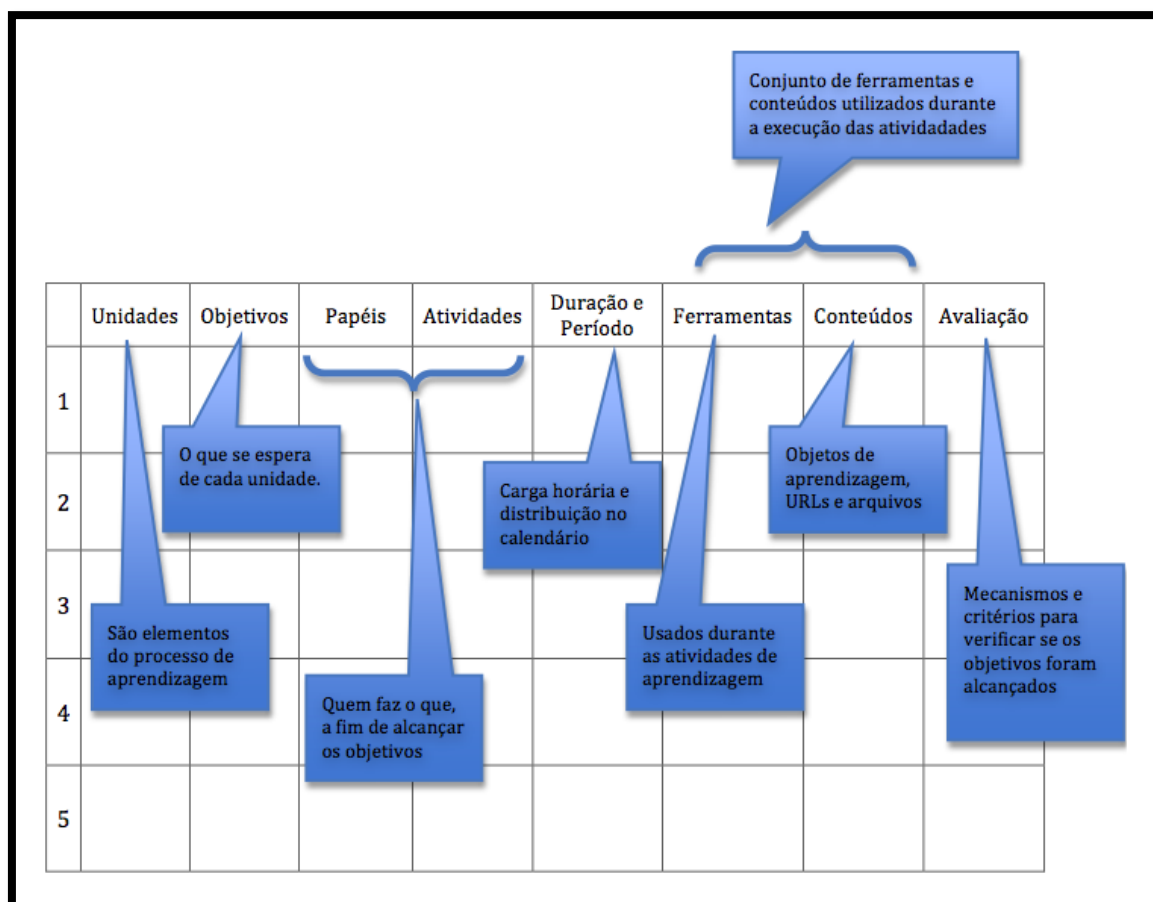 Conjunto de ferramentas e
conteúdos utilizados durante
a execução das atividadades
Unidades
Objetivos
Papéis
Atividades
Duração e
Período
Ferramentas
Conteúdos
Avaliação
1
O que se espera
de cada unidade.
Objetos de
aprendizagem,
URLs e arquivos
2
Carga horária e
distribuição no
calendário
3
São elementos
do processo de
aprendizagem
Usados durante
as atividades de
aprendizagem
Mecanismos e
critérios para
verificar se os
objetivos foram
alcançados
4
Quem faz o que,
a fim de alcançar
os objetivos
5